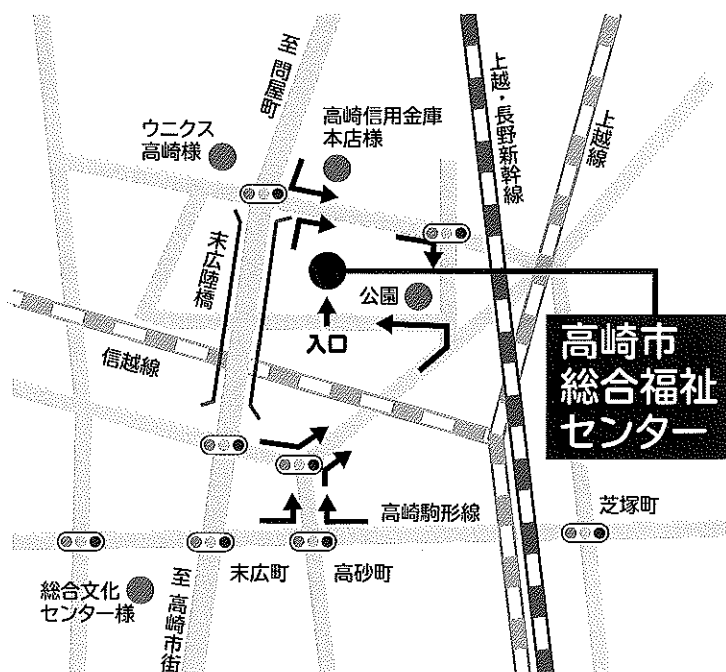 至 問屋町
ウニクス
高崎様
高崎信用金庫
本店様
上越・長野新幹線
上越線
末広陸橋
公園
入口
信越線
高崎市
総合福祉
センター
高崎駒形線
芝塚町
末広町
高砂町
総合文化
センター様
至 高崎市街